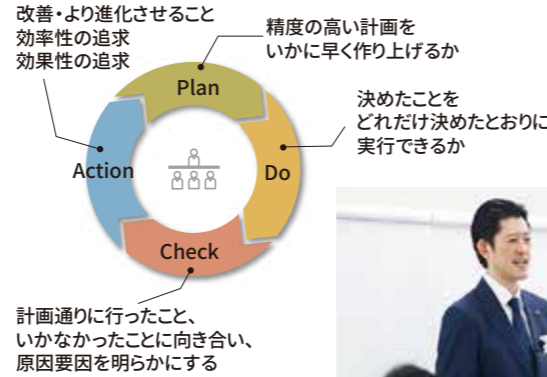 改善・より進化させること
効率性の追求
効果性の追求
精度の高い計画を
いかに早く作り上げるか
Plan
決めたことを
どれだけ決めたとおりに
実行できるか
Action
Do
Check
計画通りに行ったこと、
いかなかったことに向き合い、
原因要因を明らかにする